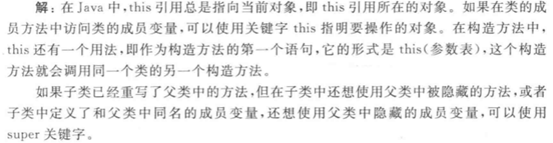 解：在 Java 中，this 引用总是指向当前对象，即 this 引用所在的对象。如果在类的成
员方法中访问类的成员变量，可以使用关键字 this 指明要操作的对象。在构造方法中，
this 还有一个用法，即作为构造方法的第一个语句，它的形式是 this(参数表)，这个构造
方法就会调用同一个类的另一个构造方法。
如果子类已经重写了父类中的方法，但在子类中还想使用父类中被隐藏的方法，或者
子类中定义了和父类中同名的成员变量，还想使用父类中隐藏的成员变量，可以使用
super 关键字。